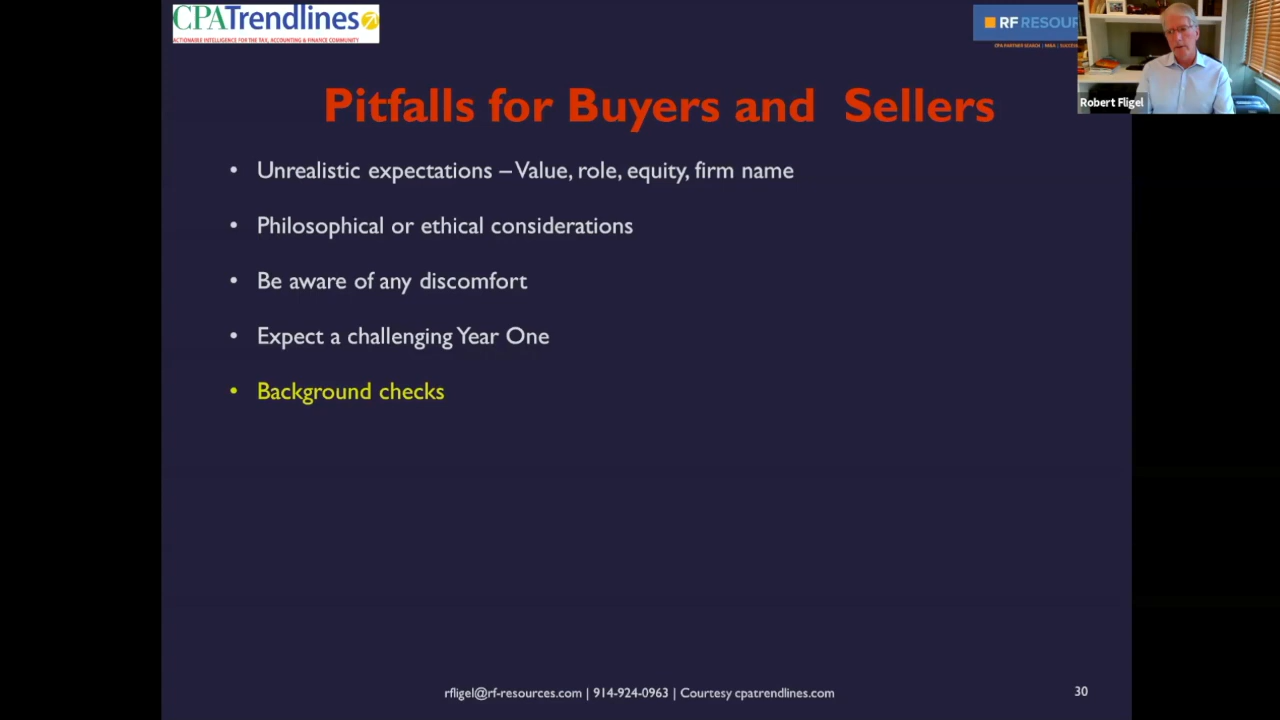 CPATrendlines
ACTIONABLE INTELLIGENCE FOR THE TAX, ACCOUNTING & FINANCE COMMUNITY
RF RESOUR
CPA PARTNER SEARCH | M&A | SUCCESS
Robert Fligel
Pitfalls for Buyers and Sellers
• Unrealistic expectations – Value, role, equity, firm name
• Philosophical or ethical considerations
• Be aware of any discomfort
• Expect a challenging Year One
• Background checks
rfligel@rf-resources.com | 914-924-0963 | Courtesy cpatrendlines.com
30